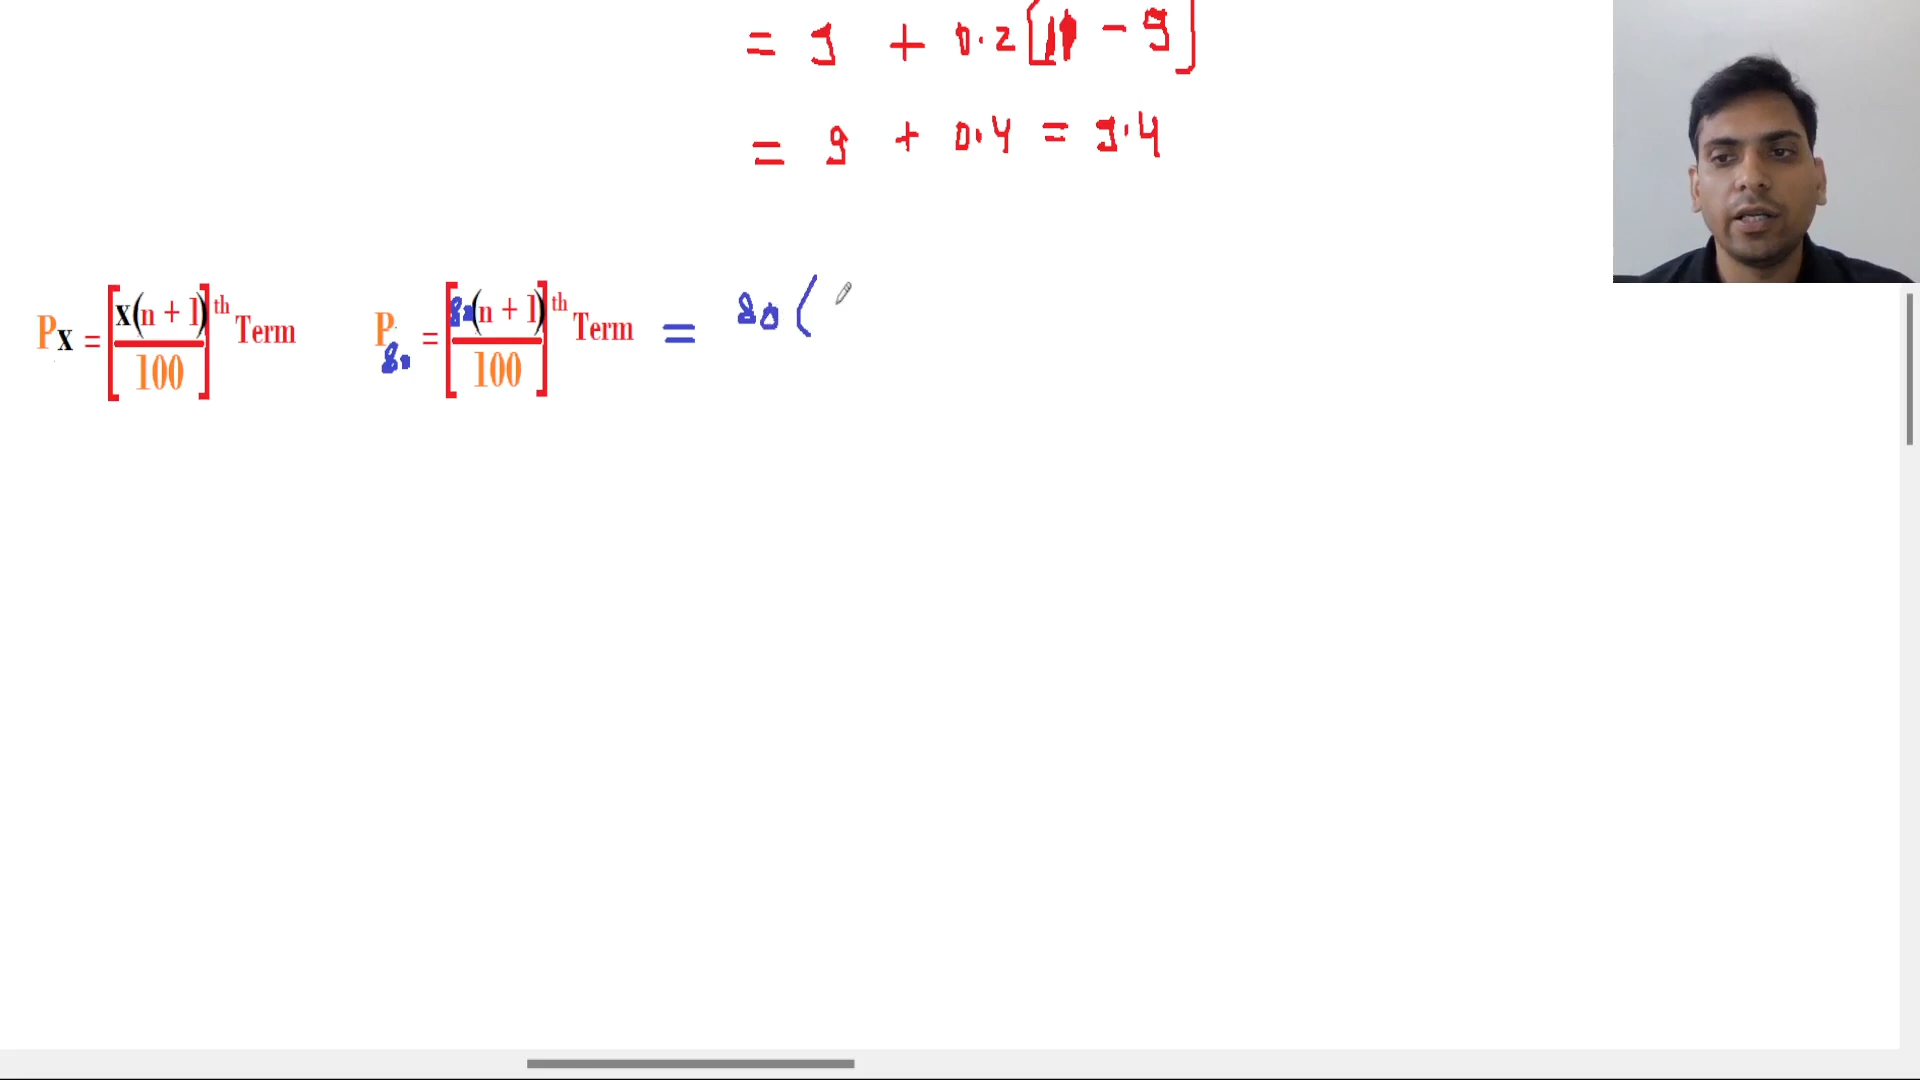 = 9 + 0.2[11 - 9]
= 9 + 0.4 = 9.4
Px = [x(n + 1)/100]th Term P80 = [80(n + 1)/100]th Term = 80 (